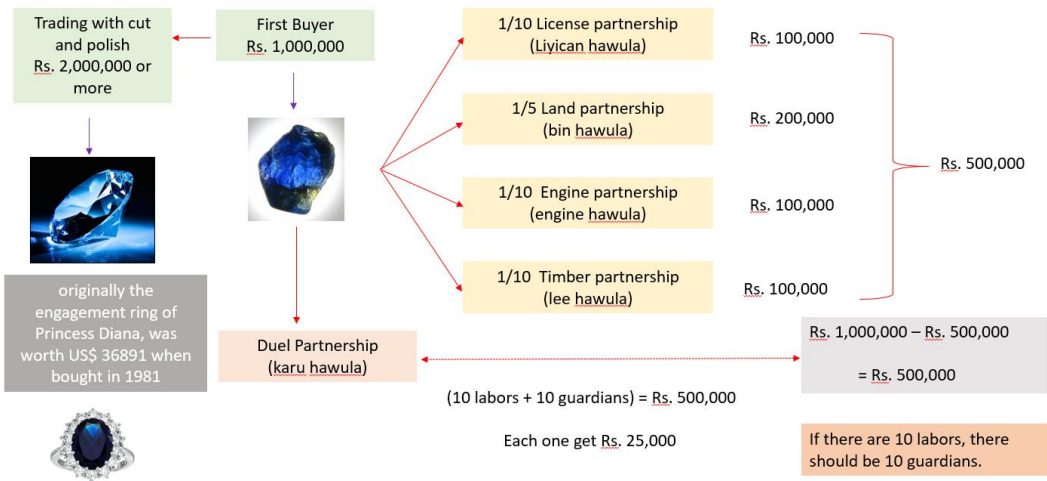 Trading with cut
and polish
Rs. 2,000,000 or
more
First Buyer
Rs. 1,000,000
1/10 License partnership
(Liyican hawula)
Rs. 100,000
1/5 Land partnership
(bin hawula)
Rs. 200,000
Rs. 500,000
1/10  Engine partnership
(engine hawula)
Rs. 100,000
1/10  Timber partnership
(lee hawula)
Rs. 100,000
originally the
engagement ring of
Princess Diana, was
worth US$ 36891 when
bought in 1981
Duel Partnership
(karu hawula)
Rs. 1,000,000 – Rs. 500,000
= Rs. 500,000
(10 labors + 10 guardians) = Rs. 500,000
Each one get Rs. 25,000
If there are 10 labors, there
should be 10 guardians.